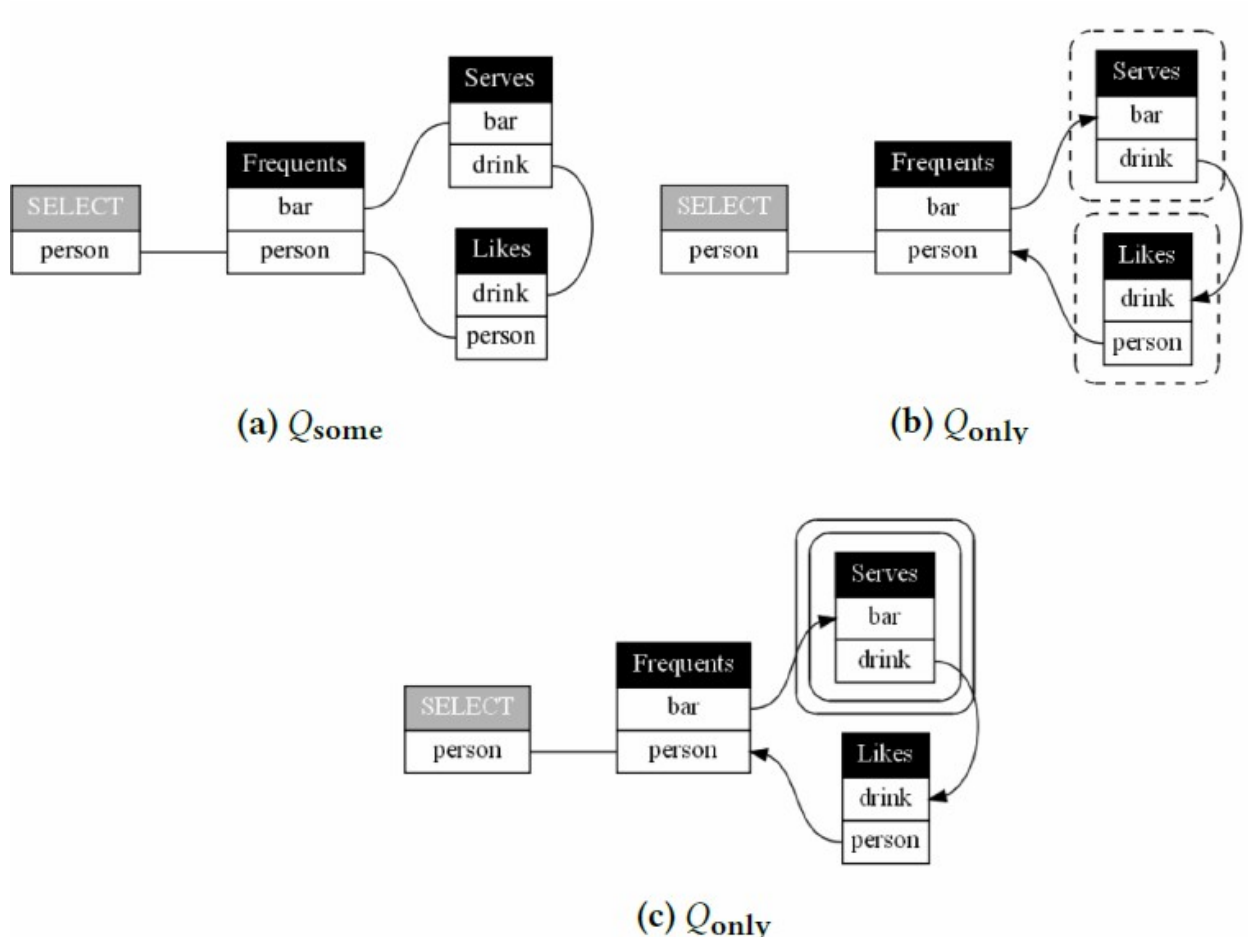 Serves
bar
drink
Frequents
bar
person
SELECT
person
Likes
drink
person
(a) Qsome
Serves
bar
drink
Frequents
bar
person
SELECT
person
Likes
drink
person
(b) Qonly
Serves
bar
drink
Frequents
bar
person
SELECT
person
Likes
drink
person
(c) Qonly